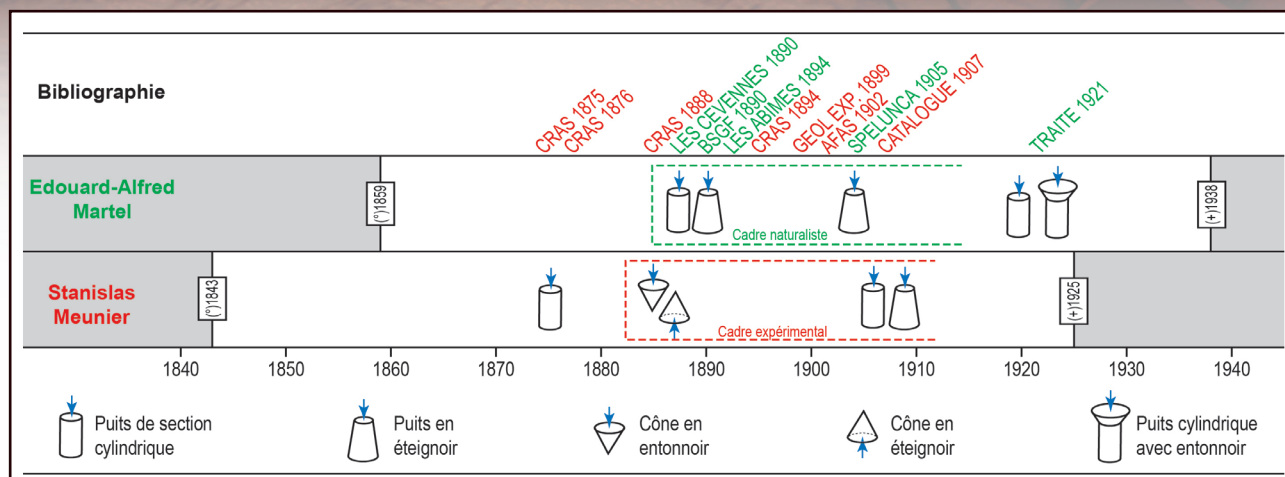 Bibliographie
CRAS 1875
CRAS 1876
CRAS 1888
LES CEVENNES 1890
BSGF 1890
LES ABIMES 1894
CRAS 1894
GEOL EXP. 1899
AFAS 1902
SPELUNCA 1905
CATALOGUE 1907
TRAITE 1921
Edouard-Alfred
Martel
(°)1859
Cadre naturaliste
(+)1938
Stanislas
Meunier
(°)1843
Cadre expérimental
(+)1925
1840 1850 1860 1870 1880 1890 1900 1910 1920 1930 1940
Puits de section
cylindrique
Puits en
éteignoir
Cône en
entonnoir
Cône en
éteignoir
Puits cylindrique
avec entonnoir